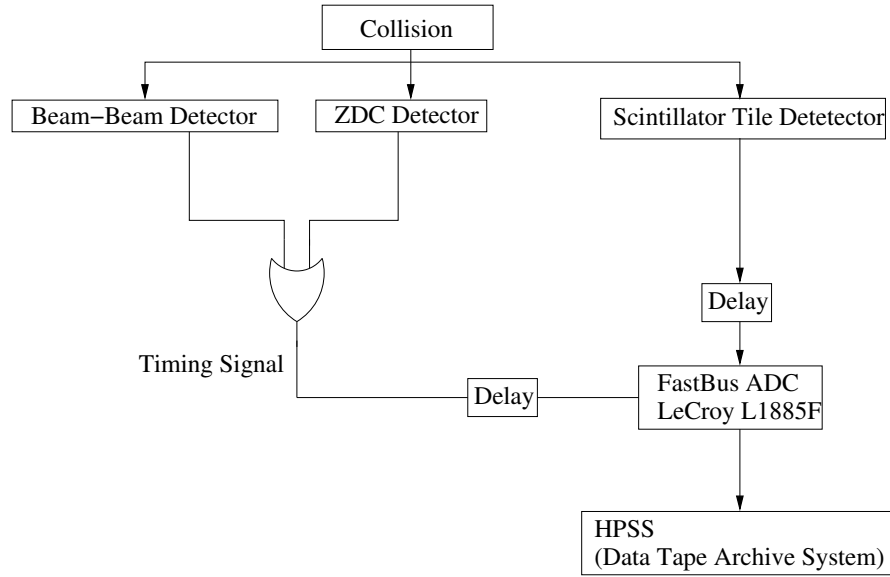 Collision
Beam−Beam Detector
ZDC Detector
Scintillator Tile Detetector
Delay
Timing Signal
Delay
FastBus ADC
LeCroy L1885F
HPSS
(Data Tape Archive System)